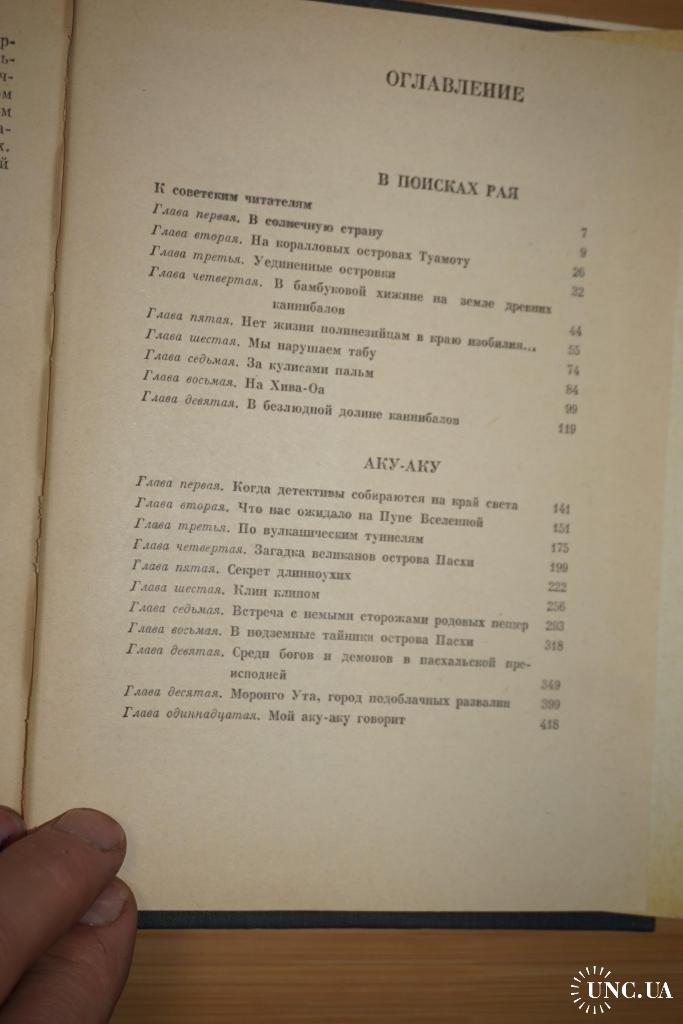 р-
ь-
ч-
ом
м
а-
х.
й
ОГЛАВЛЕНИЕ
В ПОИСКАХ РАЯ
К советским читателям 7
Глава первая. В солнечную страну 9
Глава вторая. На коралловых островах Туамоту 26
Глава третья. Уединенные островки 32
Глава четвертая. В бамбуковой хижине на земле древних
каннибалов 44
Глава пятая. Нет жизни полинезийцам в краю изобилия... 55
Глава шестая. Мы нарушаем табу 74
Глава седьмая. За кулисами пальм 84
Глава восьмая. На Хива-Оа 99
Глава девятая. В безлюдной долине каннибалов 119
АКУ-АКУ
Глава первая. Когда детективы собираются на край света 141
Глава вторая. Что нас ожидало на Пупе Вселенной 151
Глава третья. По вулканическим туннелям 175
Глава четвертая. Загадка великанов острова Пасхи 199
Глава пятая. Секрет длинноухих 222
Глава шестая. Клин клином 256
Глава седьмая. Встреча с немыми сторожами родовых пещер 293
Глава восьмая. В подземные тайники острова Пасхи 318
Глава девятая. Среди богов и демонов в пасхальской пре-
исподней 349
Глава десятая. Моронго Ута, город подоблачных развалин 399
Глава одиннадцатая. Мой аку-аку говорит 418
UNC.UA